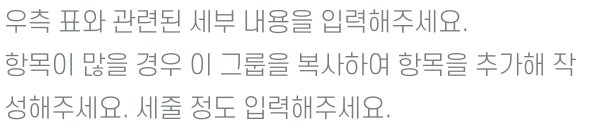 우측 표와 관련된 세부 내용을 입력해주세요.
항목이 많을 경우 이 그룹을 복사하여 항목을 추가해 작
성해주세요. 세줄 정도 입력해주세요.